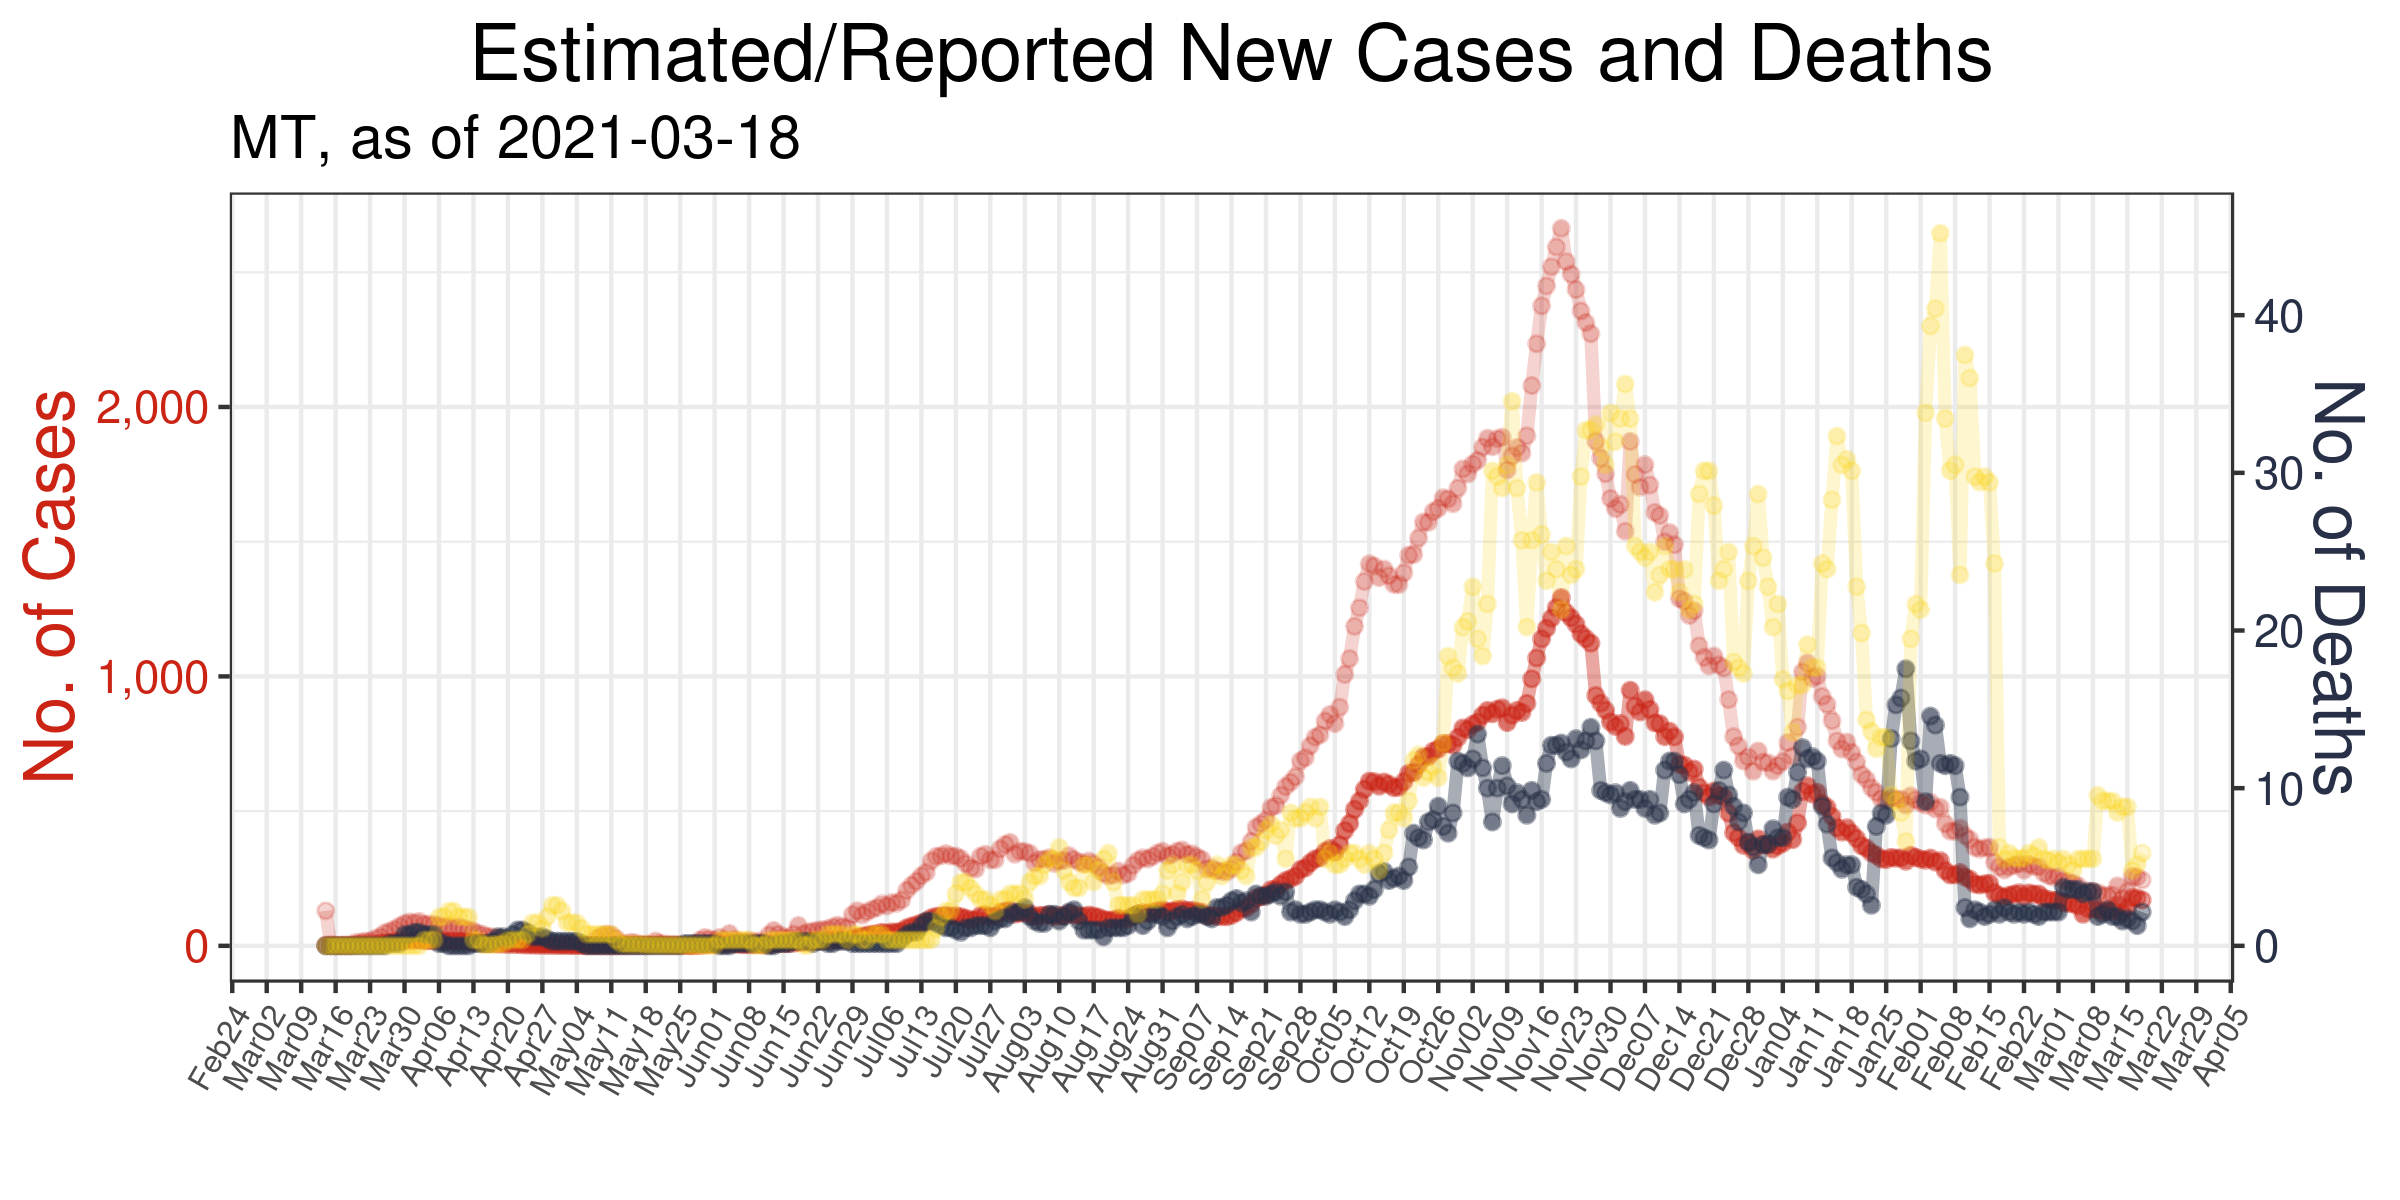 Estimated/Reported New Cases and Deaths
MT, as of 2021-03-18
No. of Cases
2,000
1,000
0
No. of Deaths
40
30
20
10
0
Feb24
Mar02
Mar09
Mar16
Mar23
Mar30
Apr06
Apr13
Apr20
Apr27
May04
May11
May18
May25
Jun01
Jun08
Jun15
Jun22
Jun29
Jul06
Jul13
Jul20
Jul27
Aug03
Aug10
Aug17
Aug24
Aug31
Sep07
Sep14
Sep21
Sep28
Oct05
Oct12
Oct19
Oct26
Nov02
Nov09
Nov16
Nov23
Nov30
Dec07
Dec14
Dec21
Dec28
Dec04
Jan11
Jan18
Jan25
Feb01
Feb08
Feb15
Feb22
Mar01
Mar08
Mar15
Mar22
Mar29
Apr05